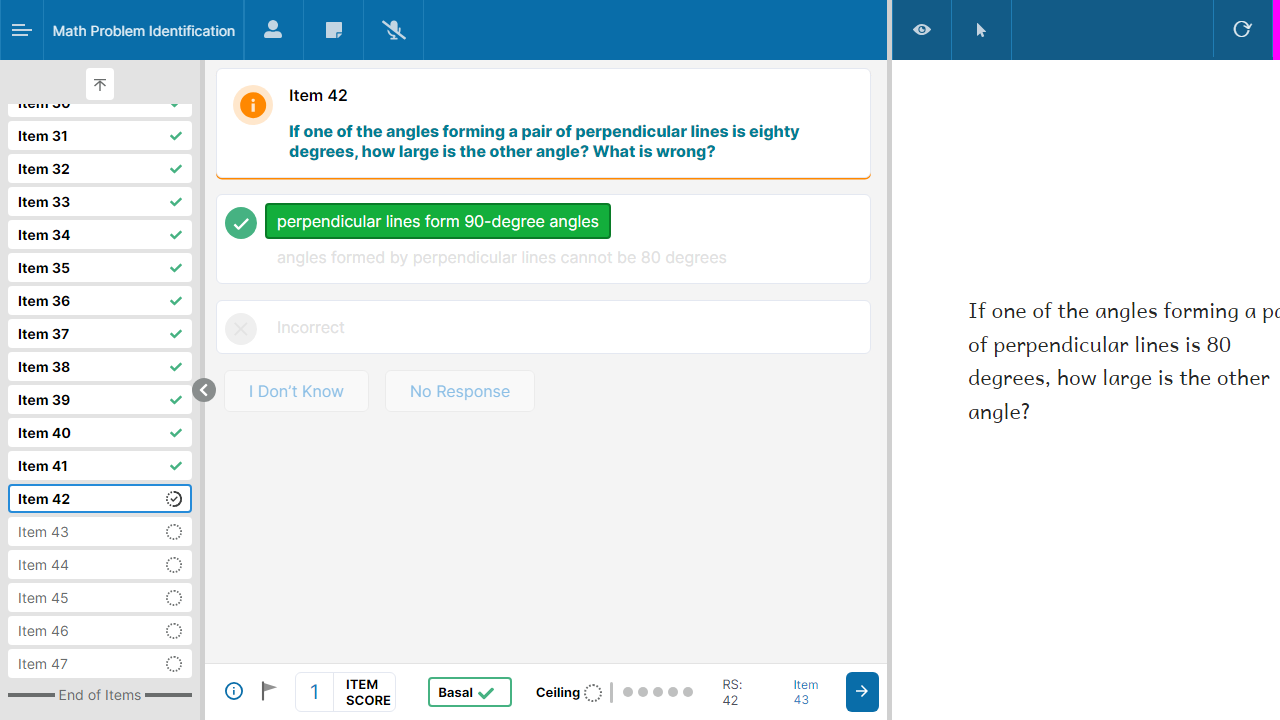 Math Problem Identification
Item 30
Item 31
Item 32
Item 33
Item 34
Item 35
Item 36
Item 37
Item 38
Item 39
Item 40
Item 41
Item 42
Item 43
Item 44
Item 45
Item 46
Item 47
End of Items
Item 42
If one of the angles forming a pair of perpendicular lines is eighty
degrees, how large is the other angle? What is wrong?
perpendicular lines form 90-degree angles
angles formed by perpendicular lines cannot be 80 degrees
Incorrect
I Don't Know
No Response
1
ITEM
SCORE
Basal
Ceiling
RS:
42
Item
43
If one of the angles forming a
of perpendicular lines is 80
degrees, how large is the other
angle?